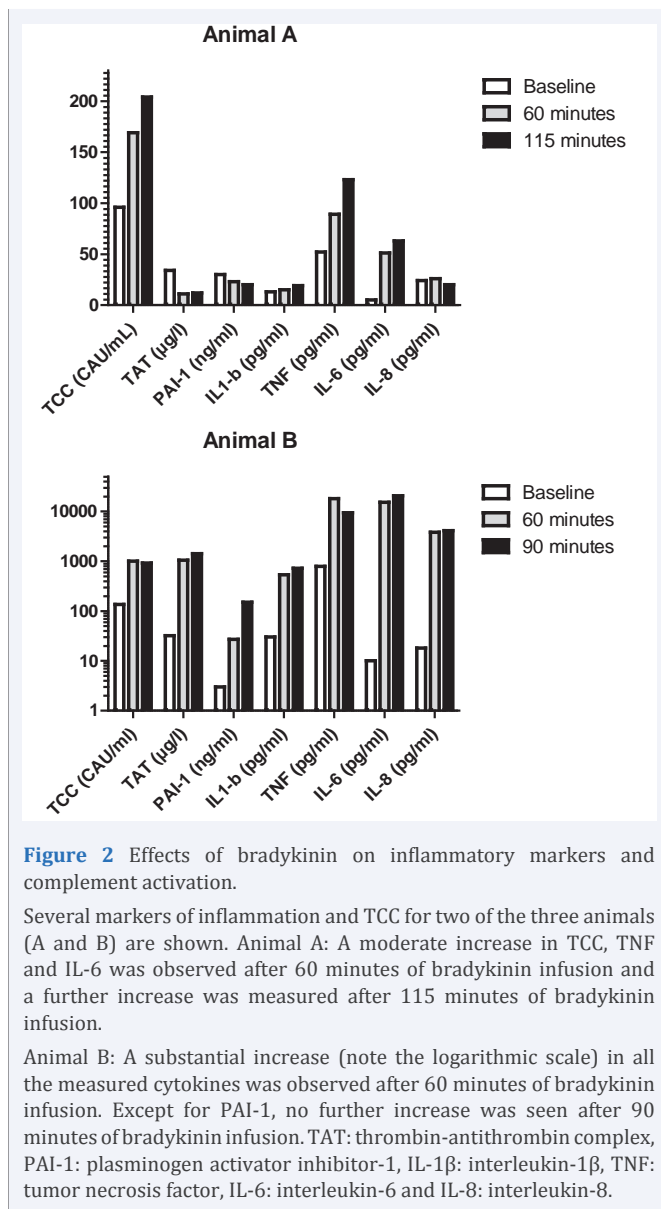 Animal A
200
150
100
50
0
Baseline
60 minutes
115 minutes
TCC (CAU/mL)
TAT (µg/l)
PAI-1 (ng/ml)
IL1-b (pg/ml)
TNF (pg/ml)
IL-6 (pg/ml)
IL-8 (pg/ml)
Animal B
10000
1000
100
10
1
Baseline
60 minutes
90 minutes
TCC (CAU/ml)
TAT (µg/l)
PAI-1 (ng/ml)
IL1-b (pg/ml)
TNF (pg/ml)
IL-6 (pg/ml)
IL-8 (pg/ml)
Figure 2 Effects of bradykinin on inflammatory markers and
complement activation.
Several markers of inflammation and TCC for two of the three animals
(A and B) are shown. Animal A: A moderate increase in TCC, TNF
and IL-6 was observed after 60 minutes of bradykinin infusion and
a further increase was measured after 115 minutes of bradykinin
infusion.
Animal B: A substantial increase (note the logarithmic scale) in all
the measured cytokines was observed after 60 minutes of bradykinin
infusion. Except for PAI-1, no further increase was seen after 90
minutes of bradykinin infusion. TAT: thrombin-antithrombin complex,
PAI-1: plasminogen activator inhibitor-1, IL-1β: interleukin-1β, TNF:
tumor necrosis factor, IL-6: interleukin-6 and IL-8: interleukin-8.